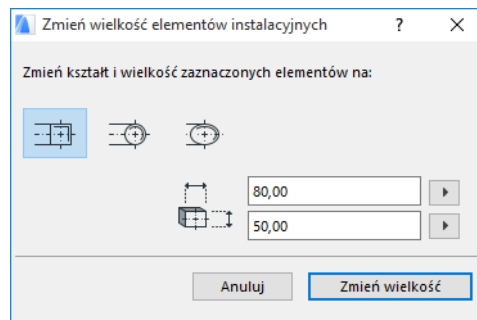 Zmień wielkość elementów instalacyjnych ?
Zmień kształt i wielkość zaznaczonych elementów na:
80,00
50,00
Anuluj Zmień wielkość